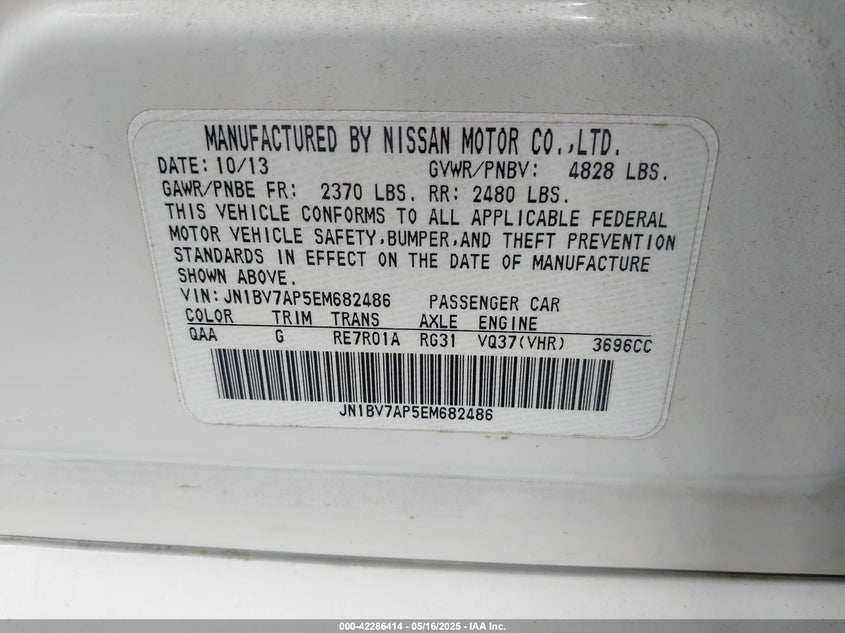 MANUFACTURED BY NISSAN MOTOR CO.,LTD.
DATE: 10/13 GVWR/PNBV: 4828 LBS.
GAWR/PNBE FR: 2370 LBS. RR: 2480 LBS.
THIS VEHICLE CONFORMS TO ALL APPLICABLE FEDERAL
MOTOR VEHICLE SAFETY,BUMPER,AND THEFT PREVENTION
STANDARDS IN EFFECT ON THE DATE OF MANUFACTURE
SHOWN ABOVE.
VIN: JN1BV7AP5EM682486 PASSENGER CAR
COLOR TRIM TRANS AXLE ENGINE
QAA G RE7R01A RG31 VQ37(VHR) 3696CC
JN1BV7AP5EM682486
000-42286414 - 05/16/2025 - IAA Inc.